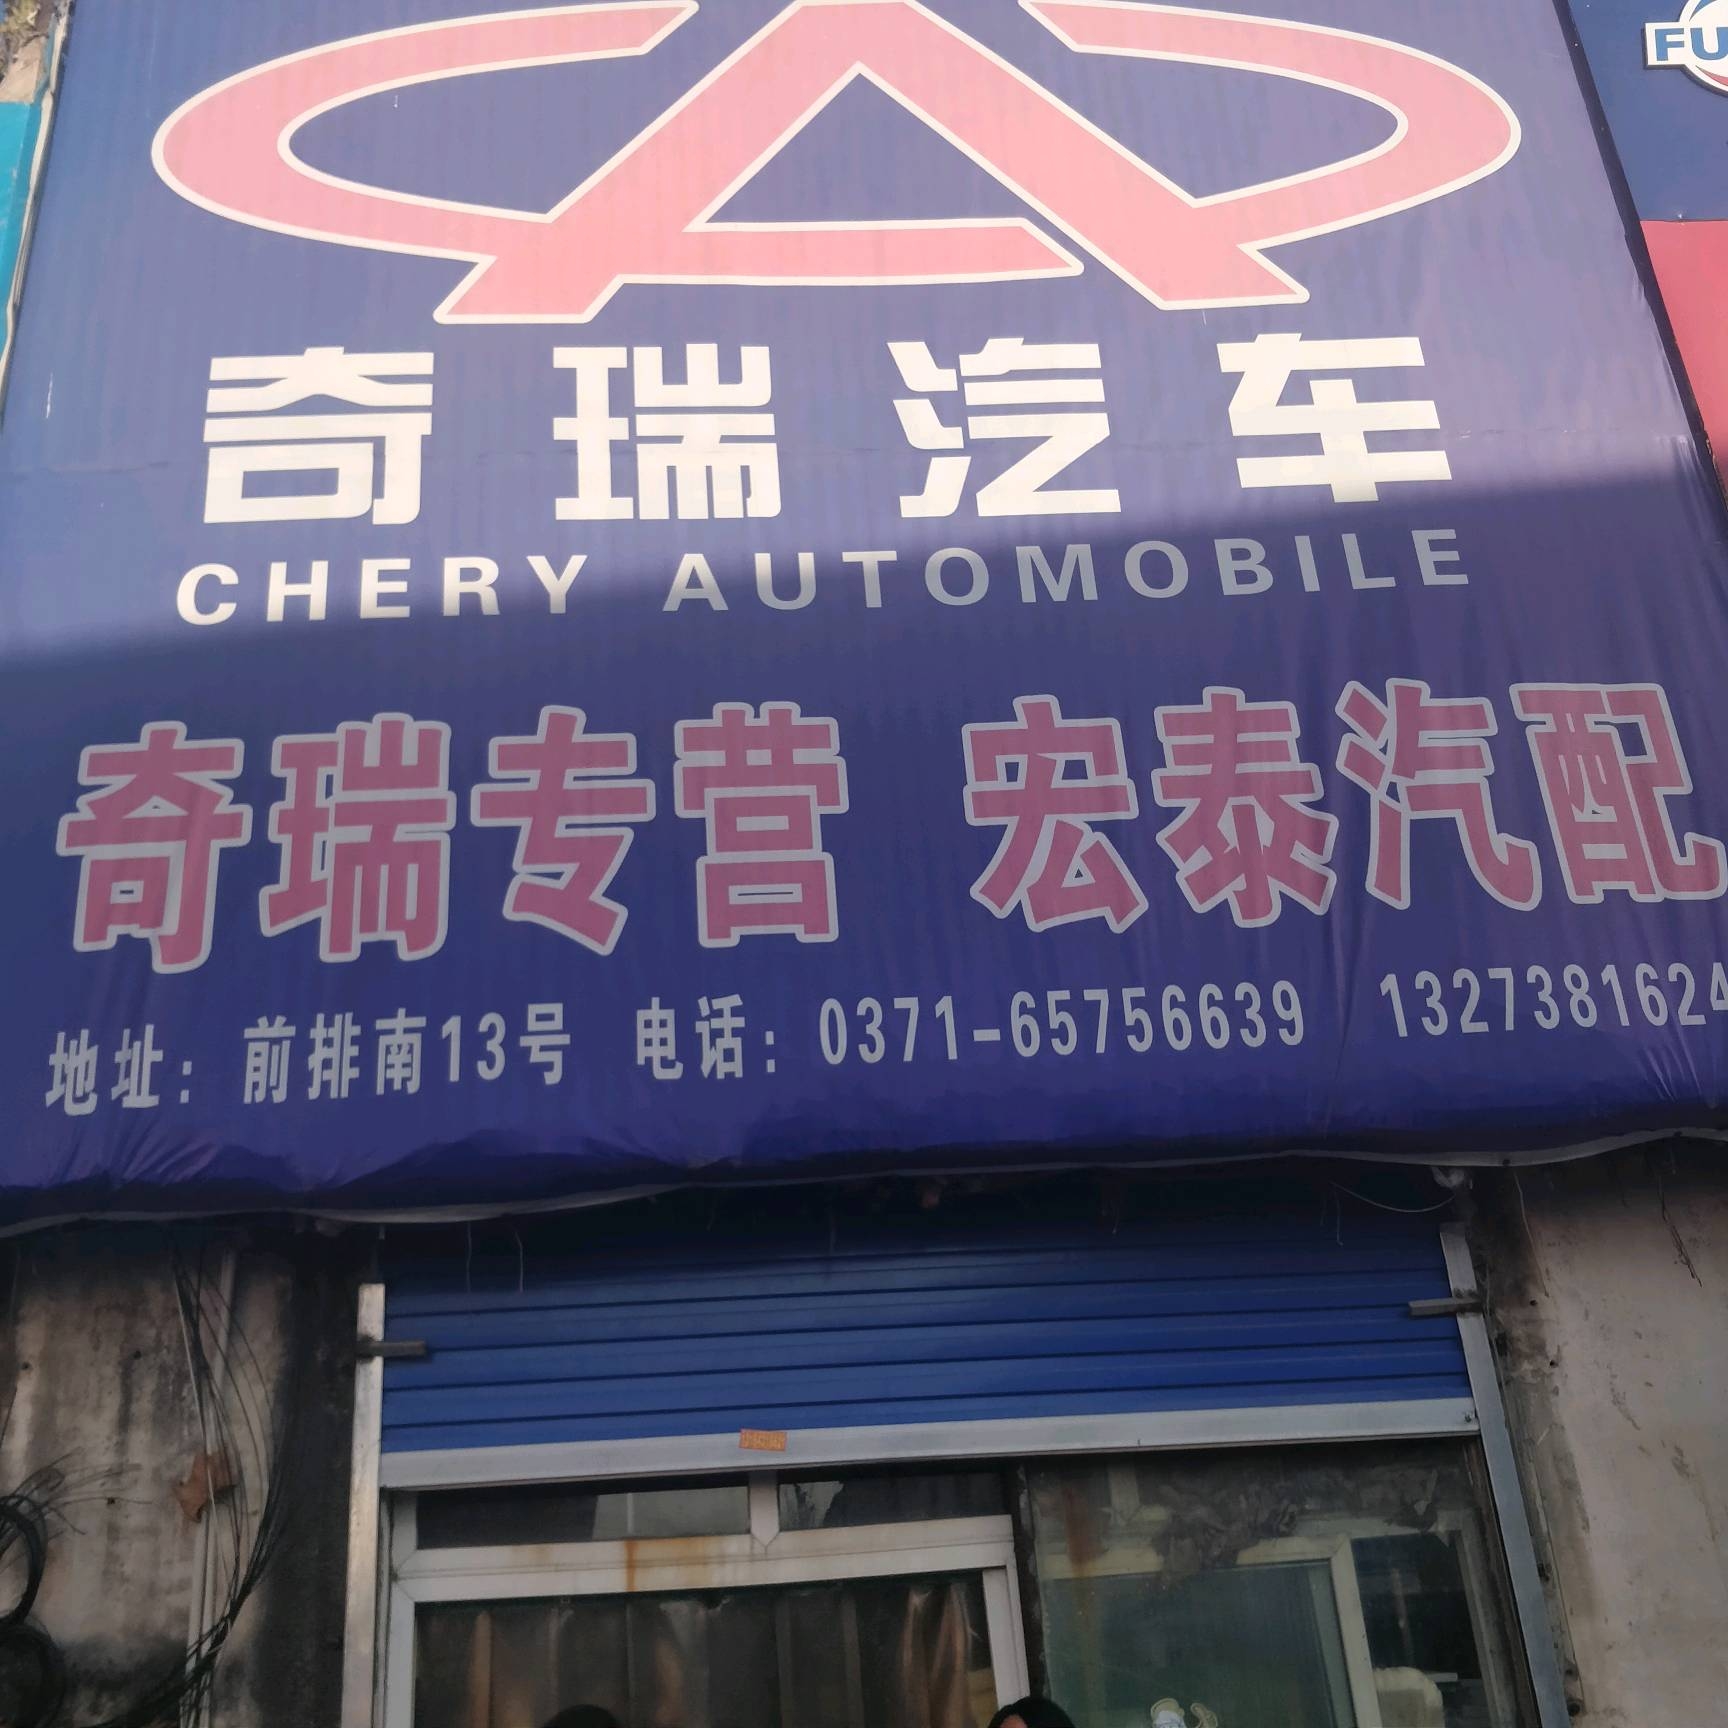 FU
奇瑞汽车
CHERY AUTOMOBILE
奇瑞专营 宏泰汽配
地址：前排南13号 电话：0371-65756639 1327381624